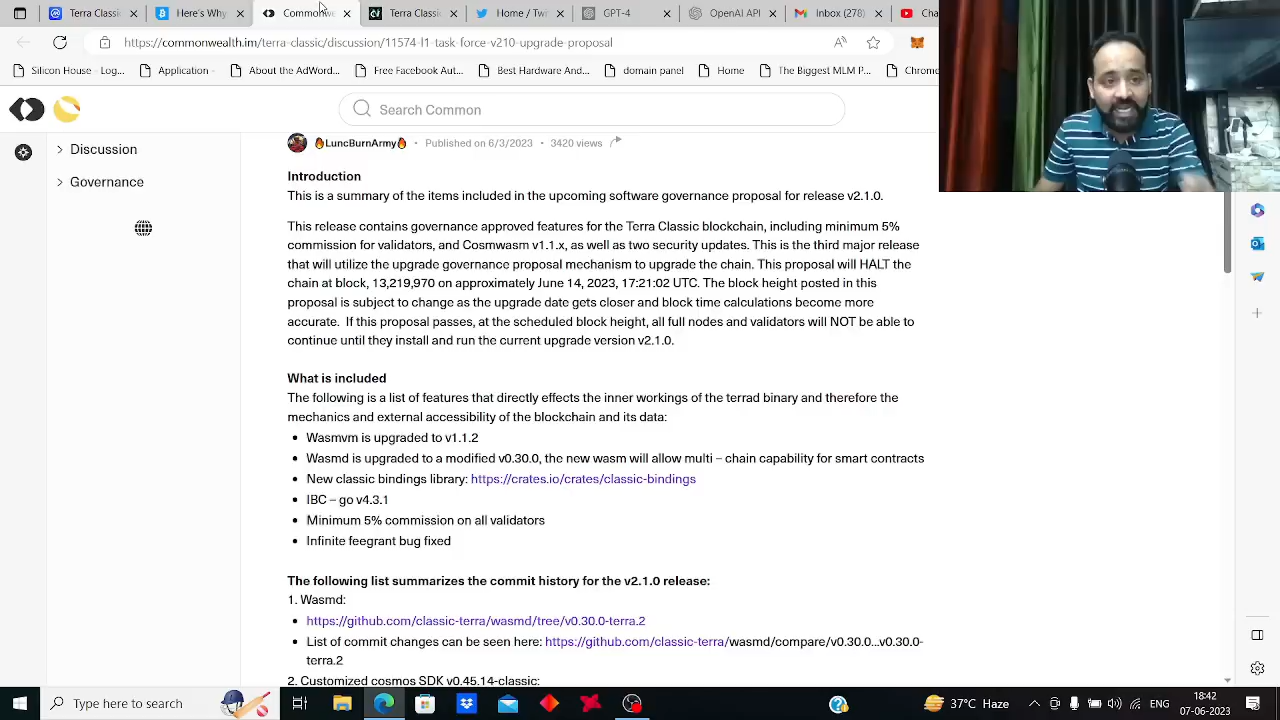 Terra Classic
Here's Why
Commonwe
Terra Classic
Home / Twi
GPT-4
OpenAI API
Inbox (278)
Cha
https://commonwealth.im/terra-classic/discussion/11574-l1-task-force-v210-upgrade-proposal
Silicon House - Log...
Application -
About the AdWord...
Free Facebook Aut...
Best Hardware And...
domain panel
Home
The Biggest MLM P...
Chrome
Search Common
Discussion
Governance
🔥LuncBurnArmy🔥 · Published on 6/3/2023 · 3420 views
Introduction
This is a summary of the items included in the upcoming software governance proposal for release v2.1.0.
This release contains governance approved features for the Terra Classic blockchain, including minimum 5%
commission for validators, and Cosmwasm v1.1.x, as well as two security updates. This is the third major release
that will utilize the upgrade governance proposal mechanism to upgrade the chain. This proposal will HALT the
chain at block, 13,219,970 on approximately June 14, 2023, 17:21:02 UTC. The block height posted in this
proposal is subject to change as the upgrade date gets closer and block time calculations become more
accurate. If this proposal passes, at the scheduled block height, all full nodes and validators will NOT be able to
continue until they install and run the current upgrade version v2.1.0.
What is included
The following is a list of features that directly effects the inner workings of the terrad binary and therefore the
mechanics and external accessibility of the blockchain and its data:
• Wasmvm is upgraded to v1.1.2
• Wasmd is upgraded to a modified v0.30.0, the new wasm will allow multi – chain capability for smart contracts
• New classic bindings library: https://crates.io/crates/classic-bindings
• IBC – go v4.3.1
• Minimum 5% commission on all validators
• Infinite feegrant bug fixed
The following list summarizes the commit history for the v2.1.0 release:
1. Wasmd:
• https://github.com/classic-terra/wasmd/tree/v0.30.0-terra.2
• List of commit changes can be seen here: https://github.com/classic-terra/wasmd/compare/v0.30.0...v0.30.0-
terra.2
2. Customized cosmos SDK v0.45.14-classic:
Type here to search
37°C Haze
ENG
18:42
07-06-2023